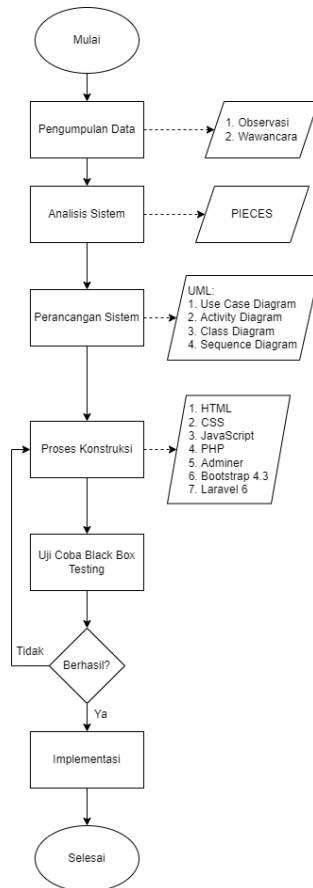 Mulai
Pengumpulan Data
1. Observasi
2. Wawancara
Analisis Sistem
PIECES
Perancangan Sistem
UML:
1. Use Case Diagram
2. Activity Diagram
3. Class Diagram
4. Sequence Diagram
Proses Konstruksi
1. HTML
2. CSS
3. JavaScript
4. PHP
5. Adminer
6. Bootstrap 4.3
7. Laravel 6
Uji Coba Black Box
Testing
Tidak
Berhasil?
Ya
Implementasi
Selesai